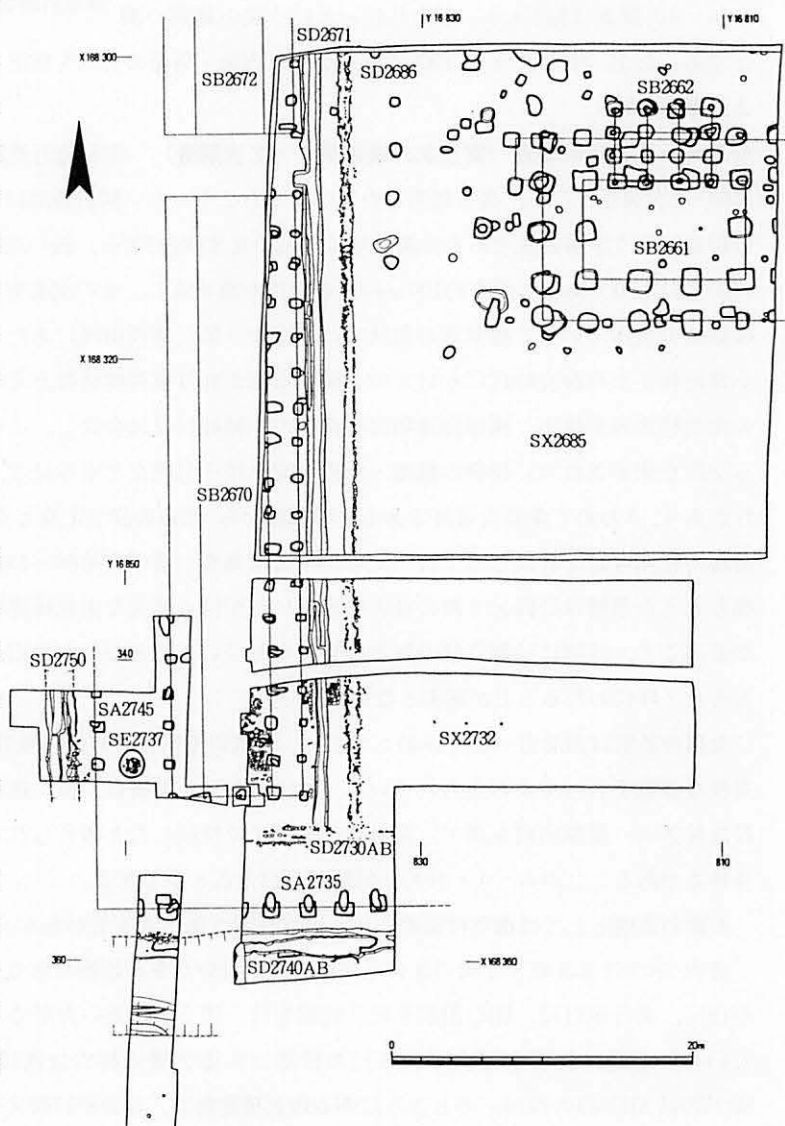 Y 16 830
Y 16 810
SD2671
X 168 300
SB2672
SD2686
SB2662
SB2661
X 168 320
SX2685
SB2670
Y 16 850
SD2750
340
SA2745
SE2737
SX2732
SD2730AB
830
810
SA2735
360
SD2740AB
X 168 360
0
20m